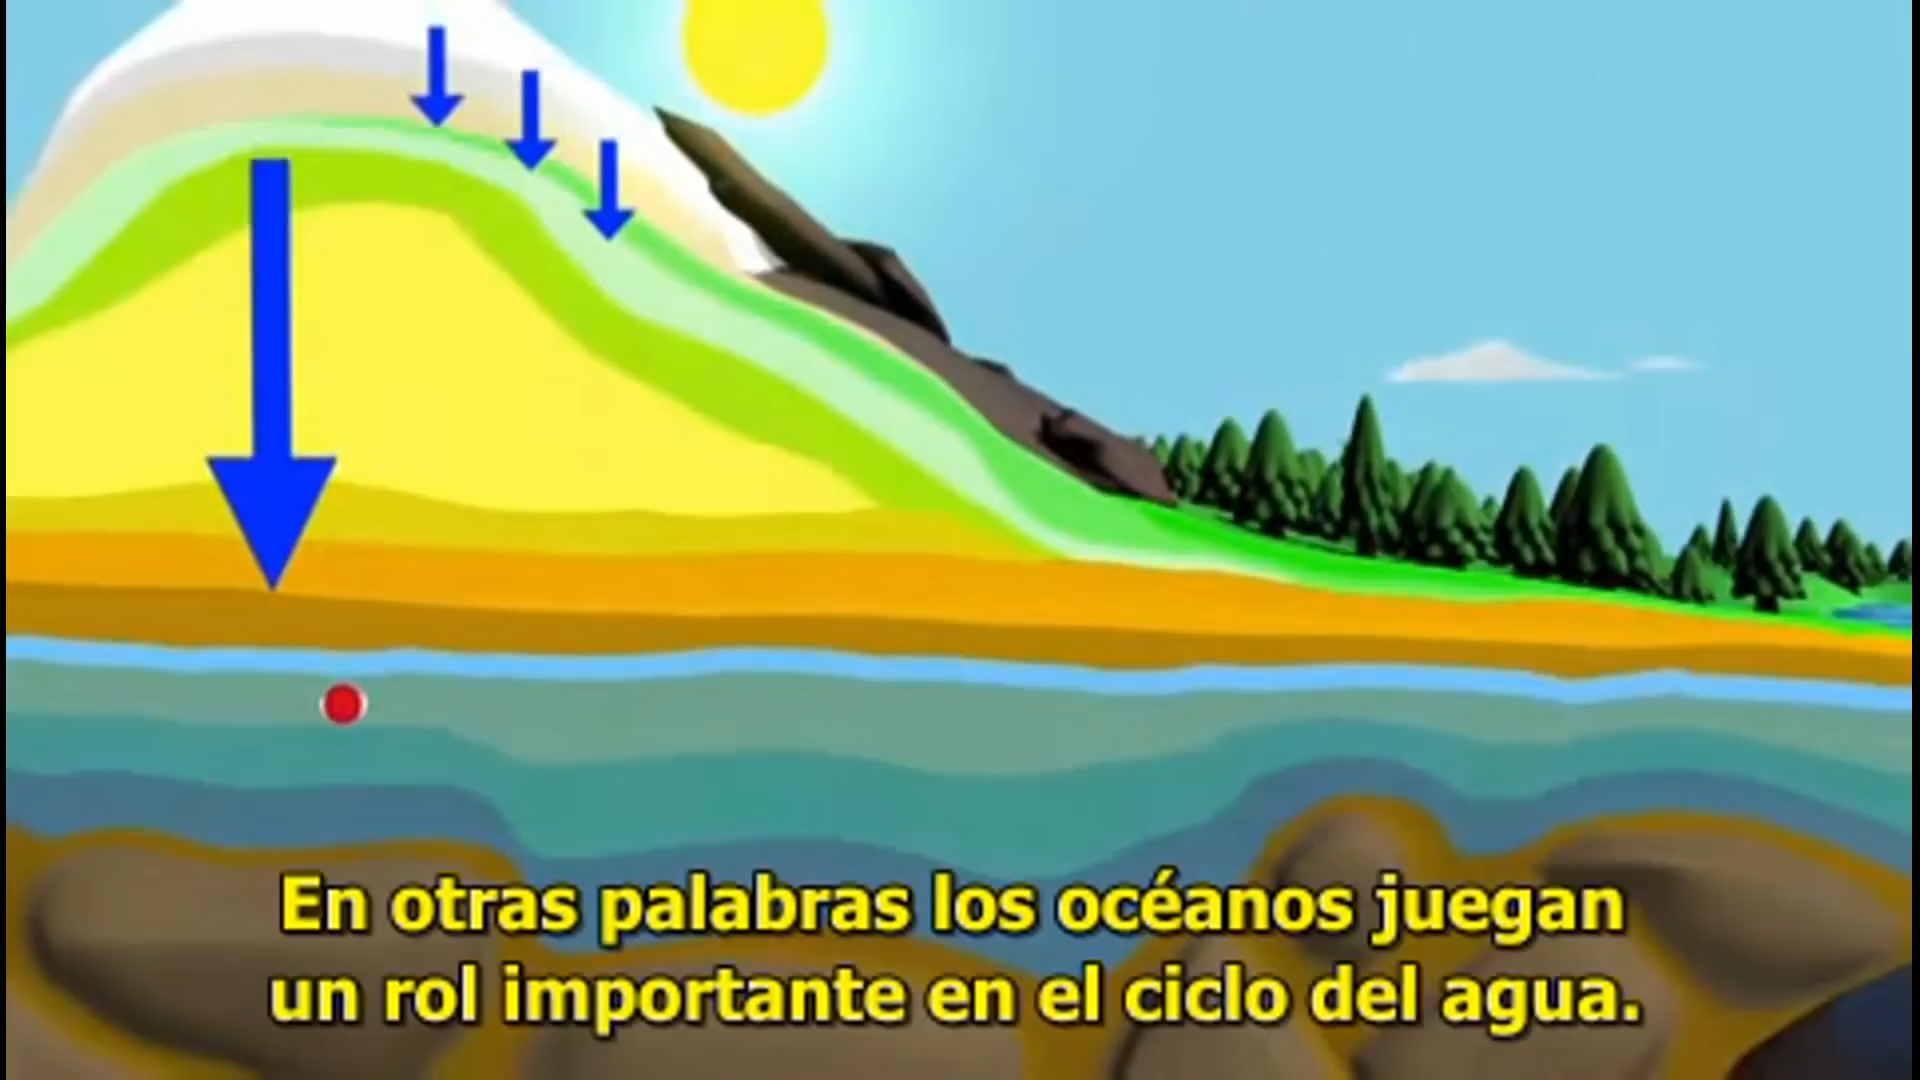 En otras palabras los océanos juegan
un rol importante en el ciclo del agua.